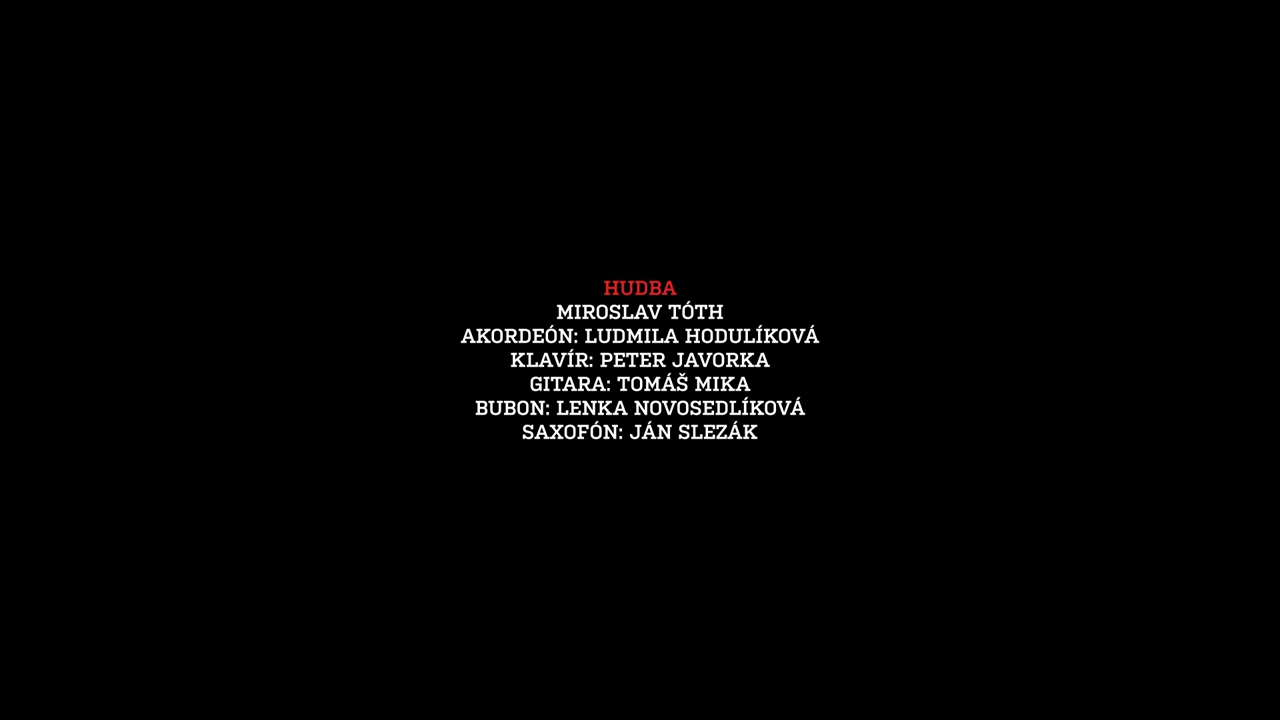 HUDBA
MIROSLAV TÓTH
AKORDEÓN: LUDMILA HODULÍKOVÁ
KLAVÍR: PETER JAVORKA
GITARA: TOMÁŠ MIKA
BUBON: LENKA NOVOSEDLÍKOVÁ
SAXOFÓN: JÁN SLEZÁK